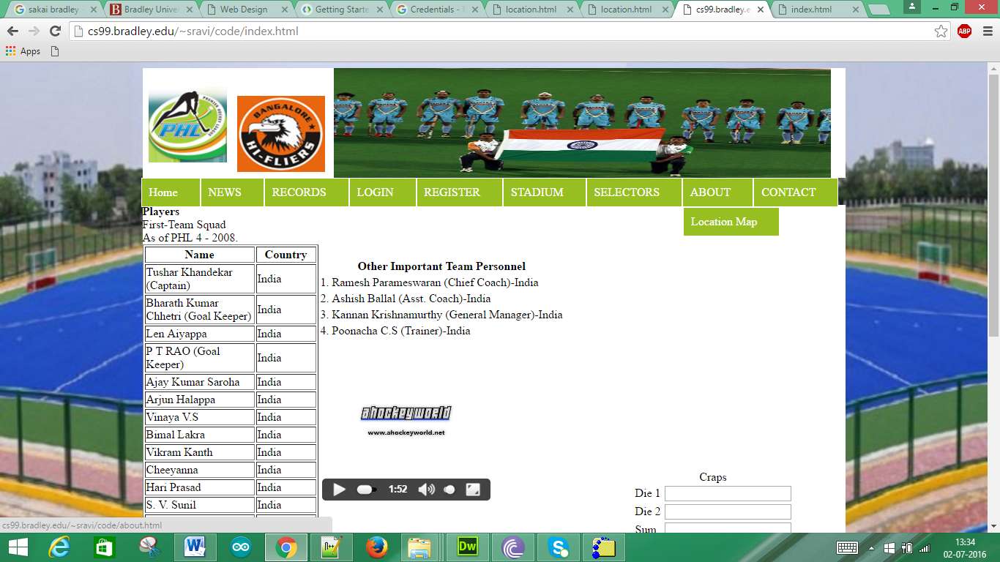 sakai bradley
Bradley Unive
Web Design
Getting Starte
Credentials -
location.html
location.html
cs99.bradley.e
index.html
cs99.bradley.edu/~sravi/code/index.html
ABP
Apps
PREMIER HOCKEY LEAGUE
PHL
BANGALORE
HI-FLIERS
Home
NEWS
RECORDS
LOGIN
REGISTER
STADIUM
SELECTORS
ABOUT
CONTACT
Location Map
Players
First-Team Squad
As of PHL 4 - 2008.
Name Country
Tushar Khandekar
(Captain) India
Bharath Kumar
Chhetri (Goal Keeper) India
Len Aiyappa India
P T RAO (Goal
Keeper) India
Ajay Kumar Saroha India
Arjun Halappa India
Vinaya V.S India
Bimal Lakra India
Vikram Kanth India
Cheeyanna India
Hari Prasad India
S. V. Sunil India
Other Important Team Personnel
1. Ramesh Parameswaran (Chief Coach)-India
2. Ashish Ballal (Asst. Coach)-India
3. Kannan Krishnamurthy (General Manager)-India
4. Poonacha C.S (Trainer)-India
ahockeyworld
www.ahockeyworld.net
1:52
Craps
Die 1
Die 2
Sum
cs99.bradley.edu/~sravi/code/about.html
Dw
13:34
02-07-2016